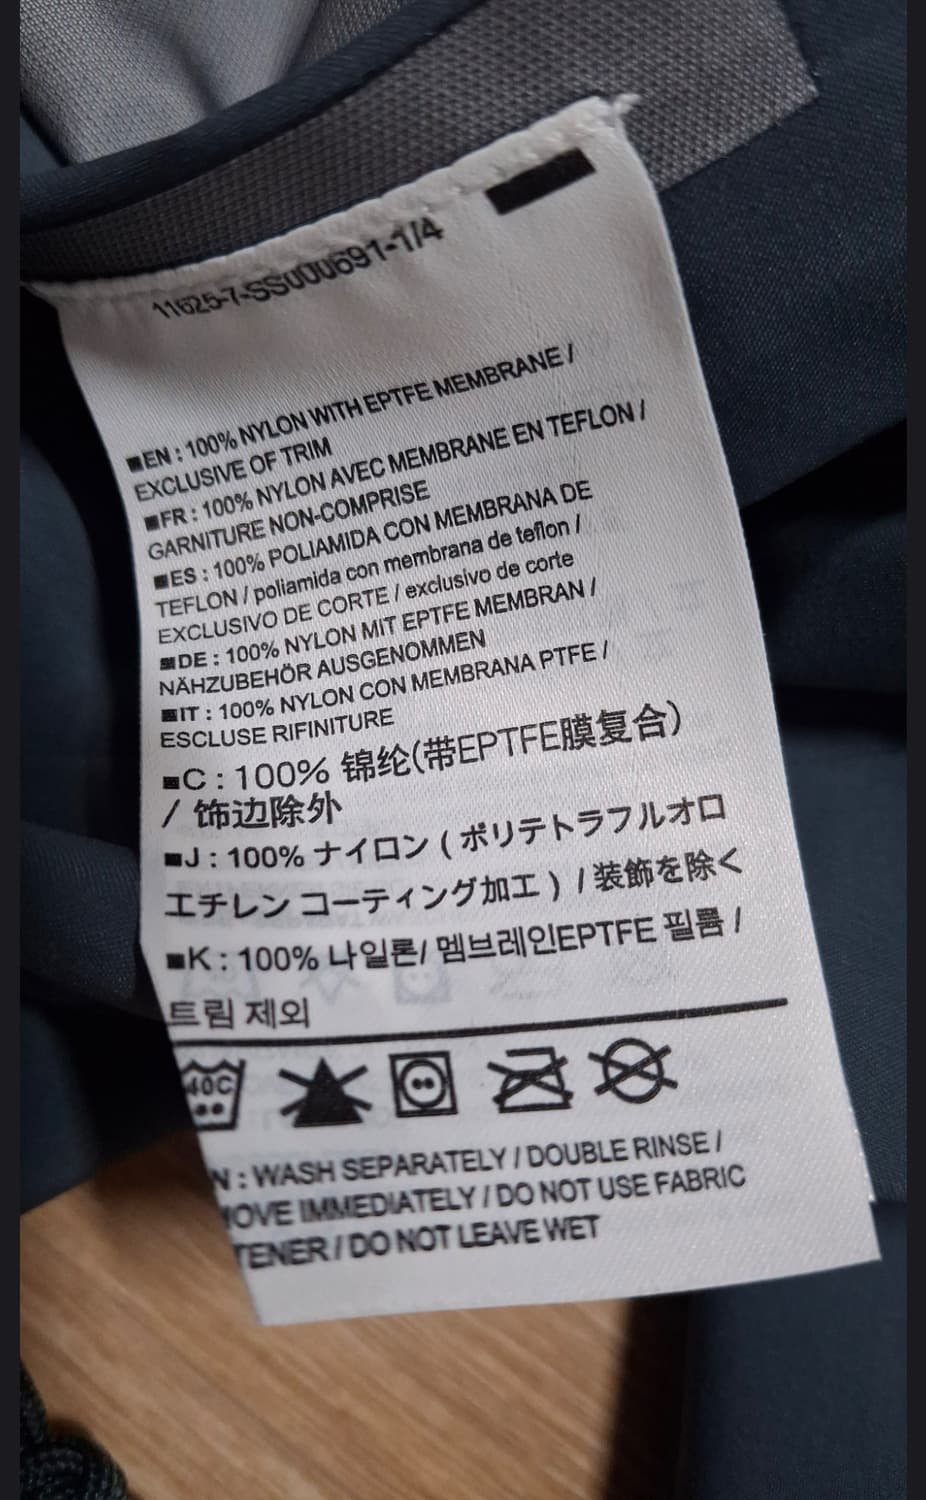 11625-7-SS000691-1/4
■EN : 100% NYLON WITH EPTFE MEMBRANE /
EXCLUSIVE OF TRIM
■FR : 100% NYLON AVEC MEMBRANE EN TEFLON /
GARNITURE NON-COMPRISE
■ES : 100% POLIAMIDA CON MEMBRANA DE
TEFLON / poliamida con membrana de teflon /
EXCLUSIVO DE CORTE / exclusivo de corte
■DE : 100% NYLON MIT EPTFE MEMBRAN /
NÄHZUBEHÖR AUSGENOMMEN
■IT : 100% NYLON CON MEMBRANA PTFE /
ESCLUSE RIFINITURE
■C : 100% 锦纶(带EPTFE膜复合)
/ 饰边除外
■J : 100% ナイロン ( ポリテトラフルオロ
エチレン コーティング加工 ) / 装飾を除く
■K : 100% 나일론/ 멤브레인EPTFE 필름 /
트림 제외
40C
N : WASH SEPARATELY / DOUBLE RINSE /
MOVE IMMEDIATELY / DO NOT USE FABRIC
TENER / DO NOT LEAVE WET